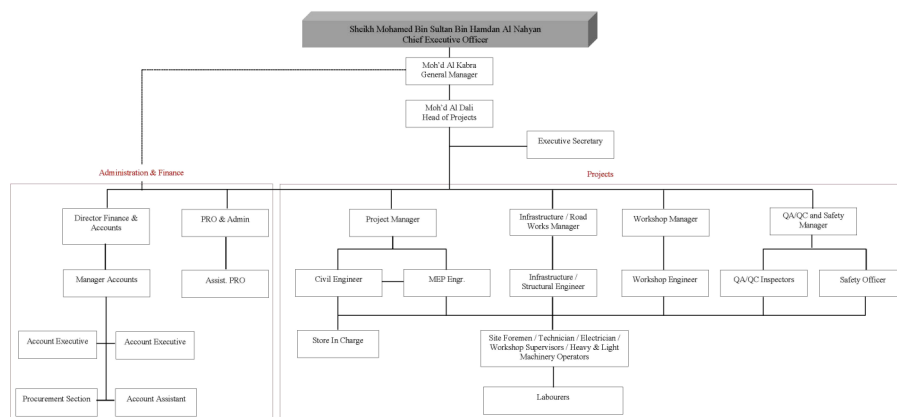 Sheikh Mohamed Bin Sultan Bin Hamdan Al Nahyan
Chief Executive Officer
Moh'd Al Kabra
General Manager
Moh'd Al Dali
Head of Projects
Executive Secretary
Administration & Finance
Projects
Director Finance &
Accounts
PRO & Admin
Project Manager
Infrastructure / Road
Works Manager
Workshop Manager
QA/QC and Safety
Manager
Manager Accounts
Assist. PRO
Civil Engineer
MEP Engr.
Infrastructure /
Structural Engineer
Workshop Engineer
QA/QC Inspectors
Safety Officer
Account Executive
Account Executive
Store In Charge
Site Foremen / Technician / Electrician /
Workshop Supervisors / Heavy & Light
Machinery Operators
Procurement Section
Account Assistant
Labourers